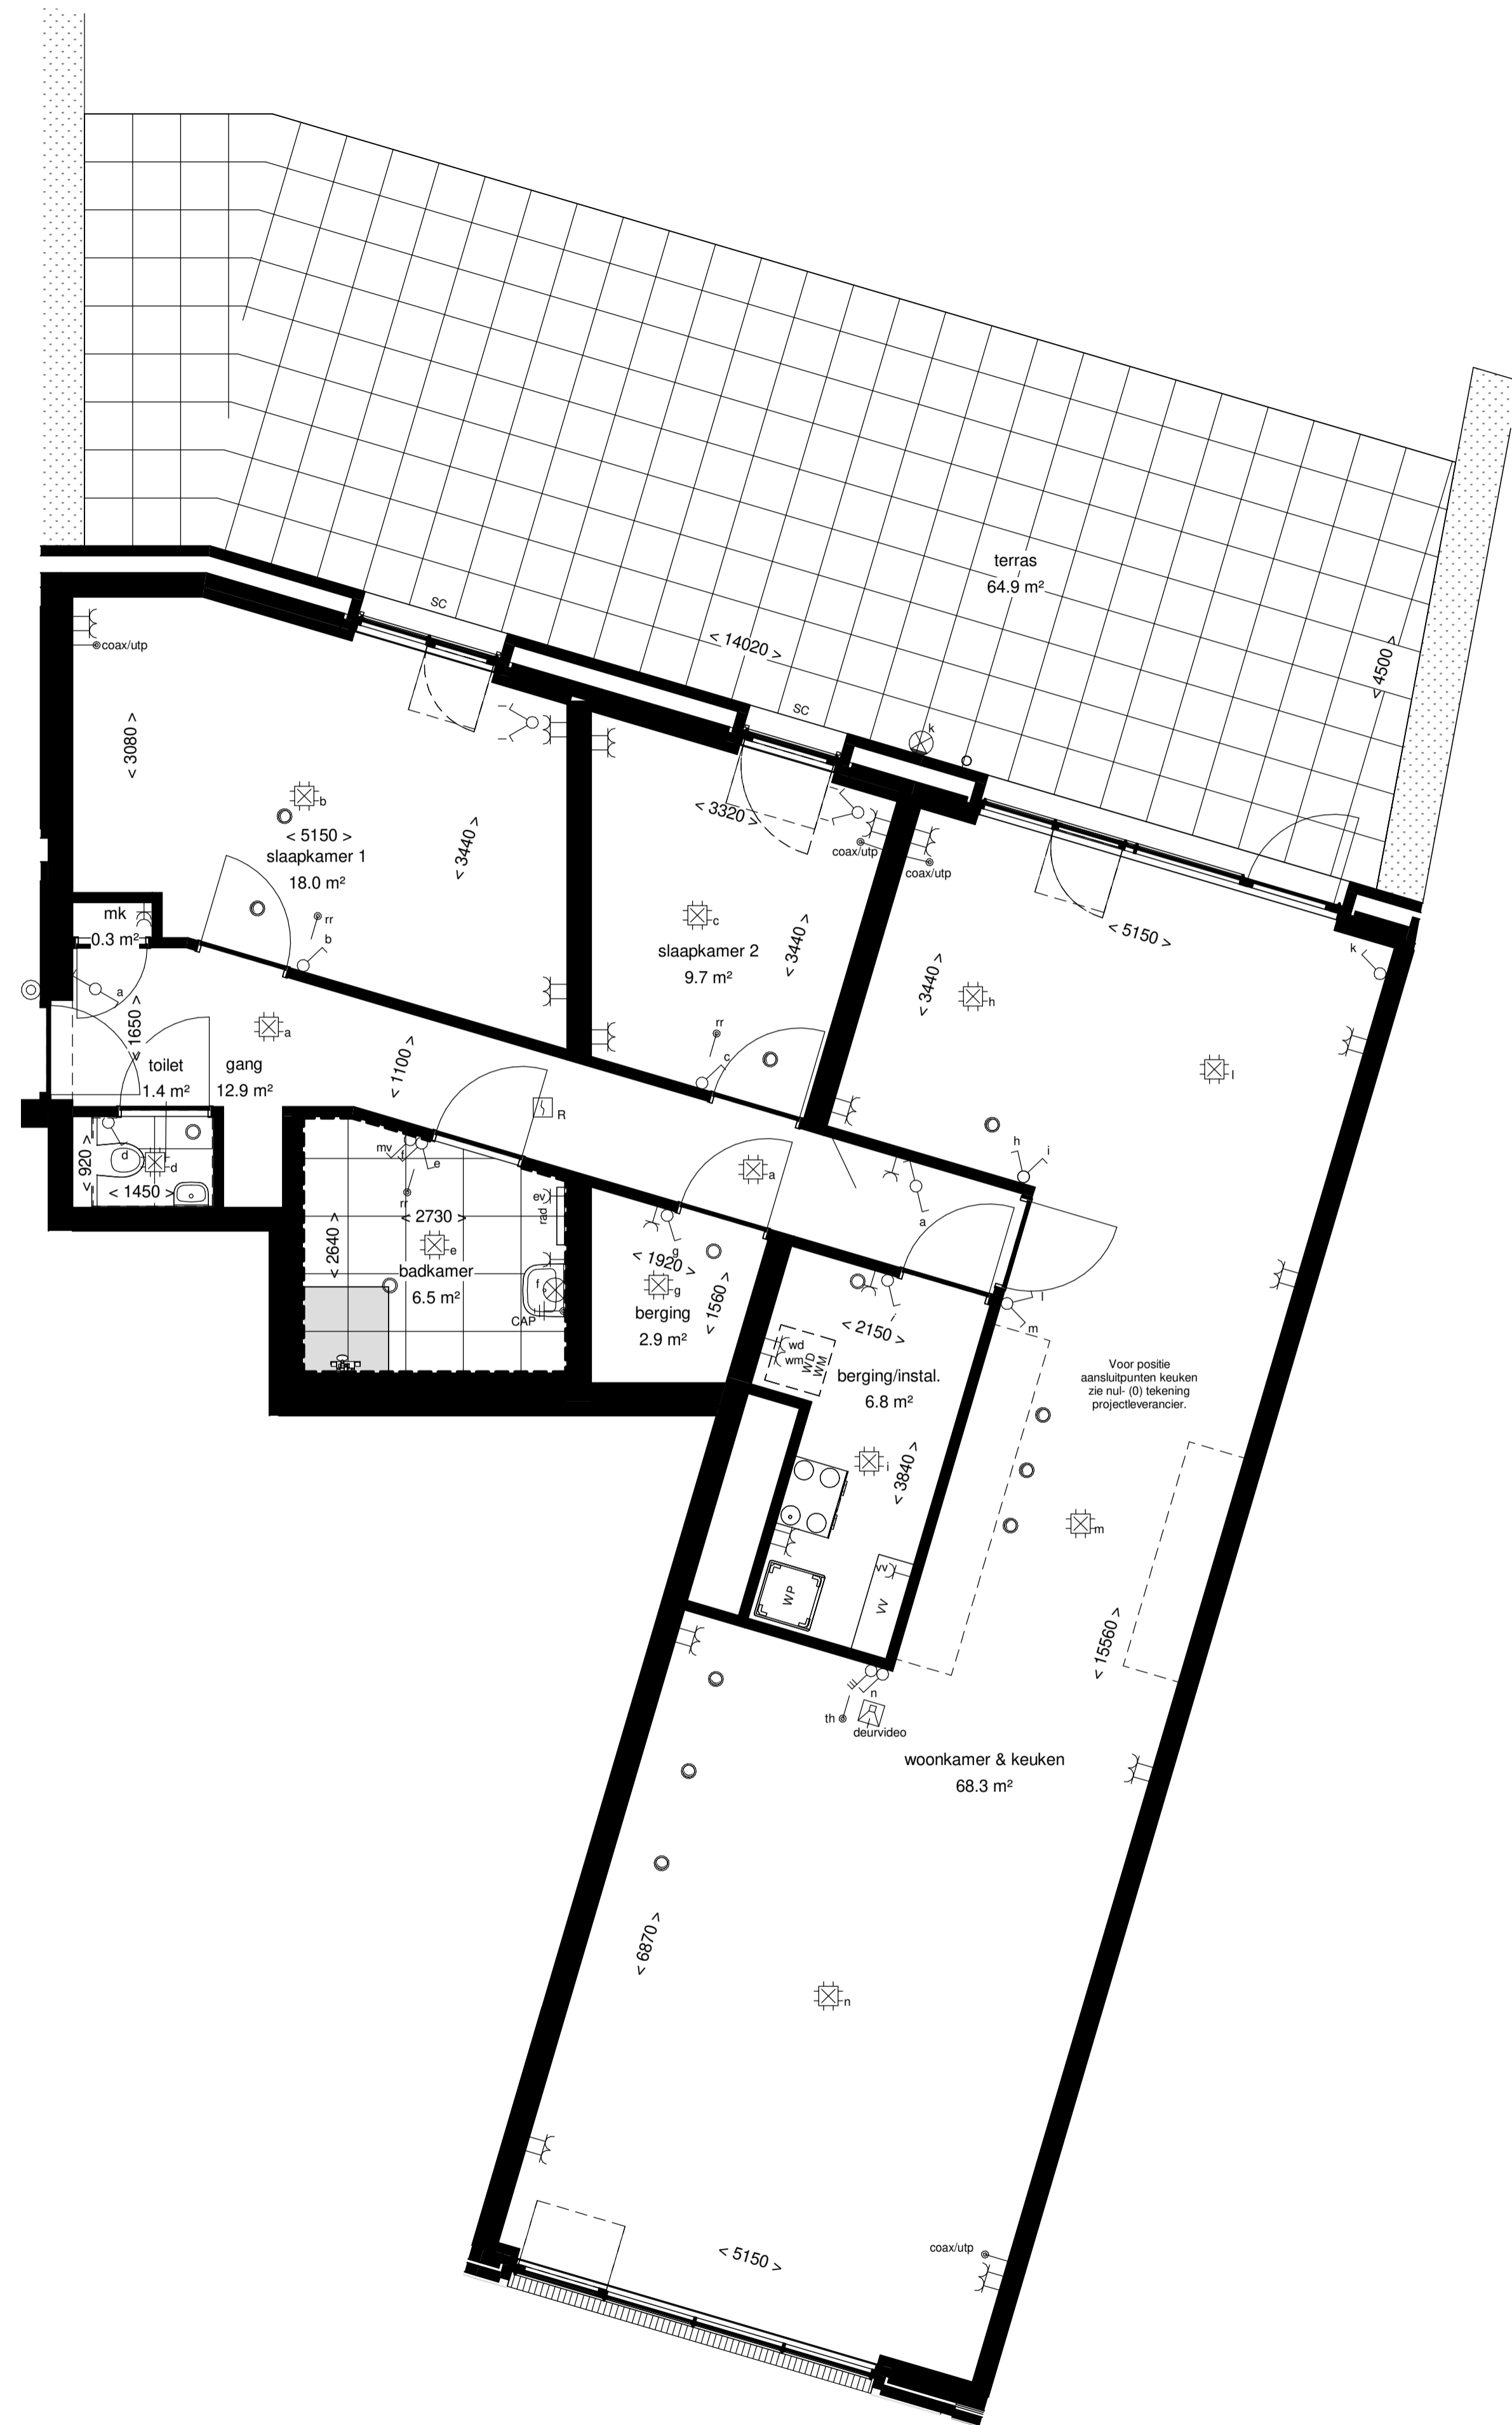 terras
64.9 m²
< 14020 >
< 4500 >
SC
SC
k
coax/utp
< 3080 >
b
< 5150 >
slaapkamer 1
18.0 m²
< 3440 >
rr
b
< 3320 >
coax/utp
coax/utp
c
slaapkamer 2
9.7 m²
< 3440 >
rr
c
< 5150 >
k
< 3440 >
h
l
h
i
mk
0.3 m²
a
< 1650 >
a
toilet
1.4 m²
gang
12.9 m²
< 1100 >
R
a
a
< 920 >
d
d
< 1450 >
mv
f
e
rr
< 2730 >
< 2640 >
e
badkamer
6.5 m²
ev
rad
f
CAP
g
< 1920 >
g
berging
2.9 m²
< 1560 >
i
< 2150 >
wd
wm
WD
WM
berging/instal.
6.8 m²
i
< 3840 >
WP
VV
VV
l
m
Voor positie
aansluitpunten keuken
zie nul- (0) tekening
projectleverancier.
m
< 15560 >
n
th
deurvideo
woonkamer & keuken
68.3 m²
< 6870 >
n
< 5150 >
coax/utp